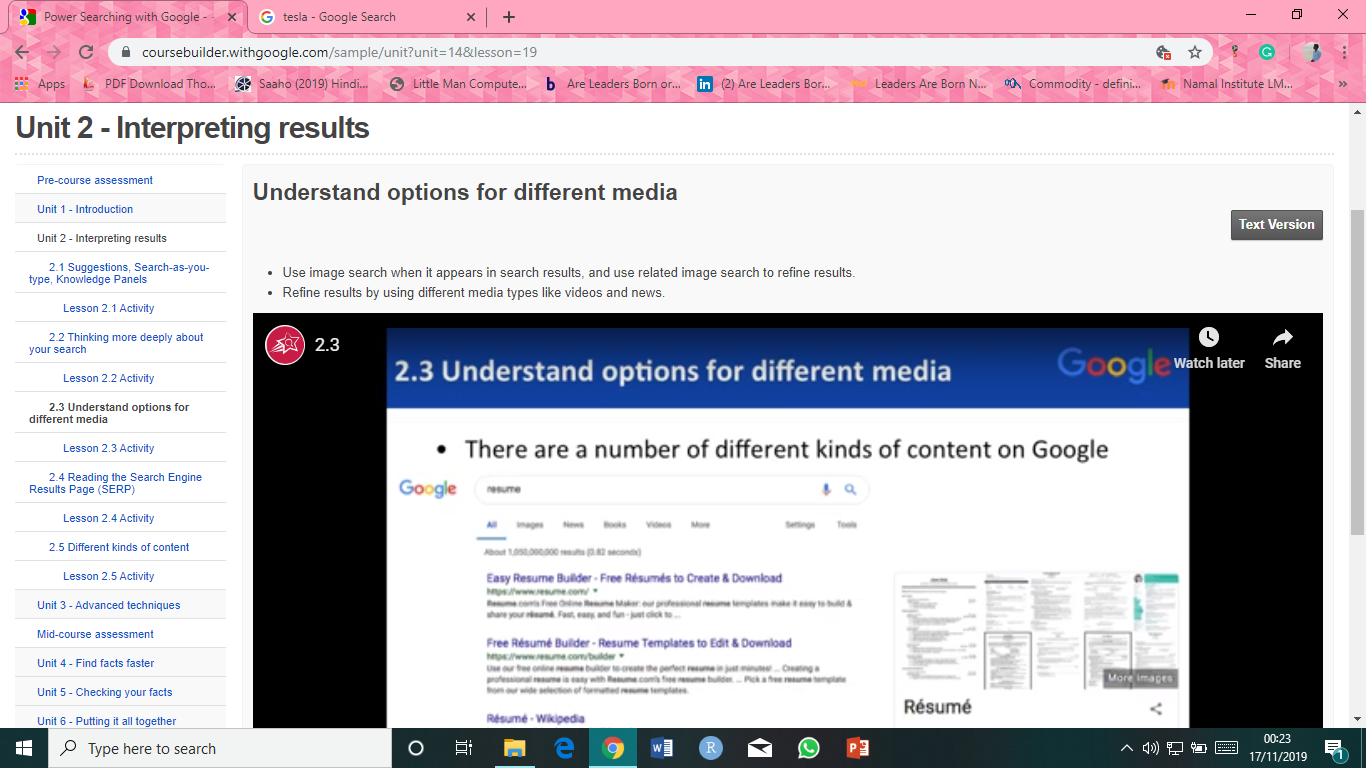 Power Searching with Google -
tesla - Google Search
coursebuilder.withgoogle.com/sample/unit?unit=14&lesson=19
Apps
PDF Download Tho...
Saaho (2019) Hindi...
Little Man Compute...
Are Leaders Born or...
(2) Are Leaders Bor...
Leaders Are Born N...
Commodity - defini...
Namal Institute LM...
Unit 2 - Interpreting results
Pre-course assessment
Unit 1 - Introduction
Unit 2 - Interpreting results
2.1 Suggestions, Search-as-you-
type, Knowledge Panels
Lesson 2.1 Activity
2.2 Thinking more deeply about
your search
Lesson 2.2 Activity
2.3 Understand options for
different media
Lesson 2.3 Activity
2.4 Reading the Search Engine
Results Page (SERP)
Lesson 2.4 Activity
2.5 Different kinds of content
Lesson 2.5 Activity
Unit 3 - Advanced techniques
Mid-course assessment
Unit 4 - Find facts faster
Unit 5 - Checking your facts
Unit 6 - Putting it all together
Understand options for different media
Text Version
• Use image search when it appears in search results, and use related image search to refine results.
• Refine results by using different media types like videos and news.
2.3
Watch later
Share
2.3 Understand options for different media
Google
• There are a number of different kinds of content on Google
Google
resume
All Images News Books Videos More Settings Tools
About 1,050,000,000 results (0.82 seconds)
Easy Resume Builder - Free Résumés to Create & Download
https://www.resume.com/
Resume.com's Free Online Resume Maker: our professional resume templates make it easy to build &
share your résumé. Fast, easy, and fun - just click to ...
Free Résumé Builder - Resume Templates to Edit & Download
https://www.resume.com/builder
Use our free online resume builder to create the perfect resume in just minutes! ... Creating a
professional resume is easy with Resume.com's free resume builder. ... Pick a free resume template
from our wide selection of formatted resume templates.
Résumé - Wikipedia
More images
Résumé
Type here to search
00:23
17/11/2019
1